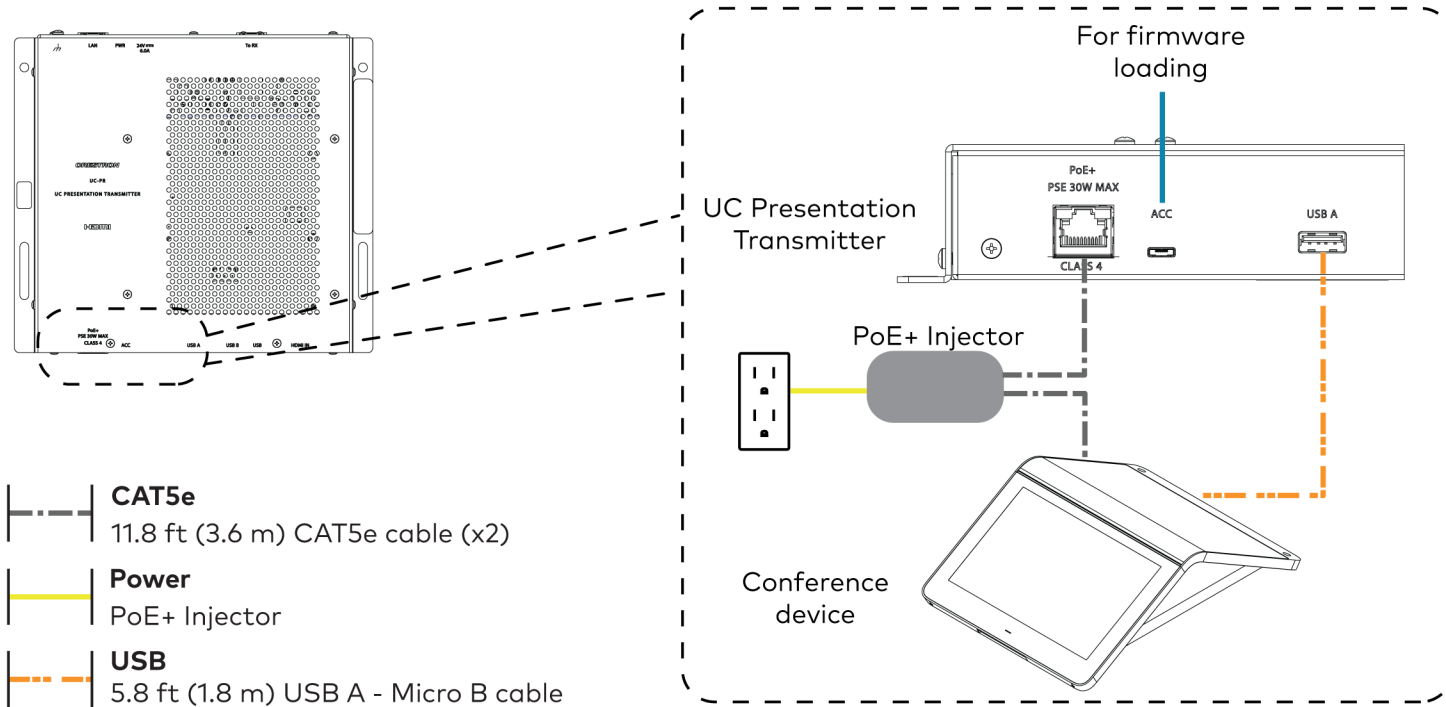 LAN PWR 24V 6.0A To RX
CRESTRON
UC-PR
UC PRESENTATION TRANSMITTER
HDMI
PoE+
PSE 30W MAX
CLASS 4 ACC USB A USB B USB HDMI IN
For firmware
loading
PoE+
PSE 30W MAX
ACC
USB A
CLASS 4
UC Presentation
Transmitter
PoE+ Injector
Conference
device
CAT5e
11.8 ft (3.6 m) CAT5e cable (x2)
Power
PoE+ Injector
USB
5.8 ft (1.8 m) USB A - Micro B cable